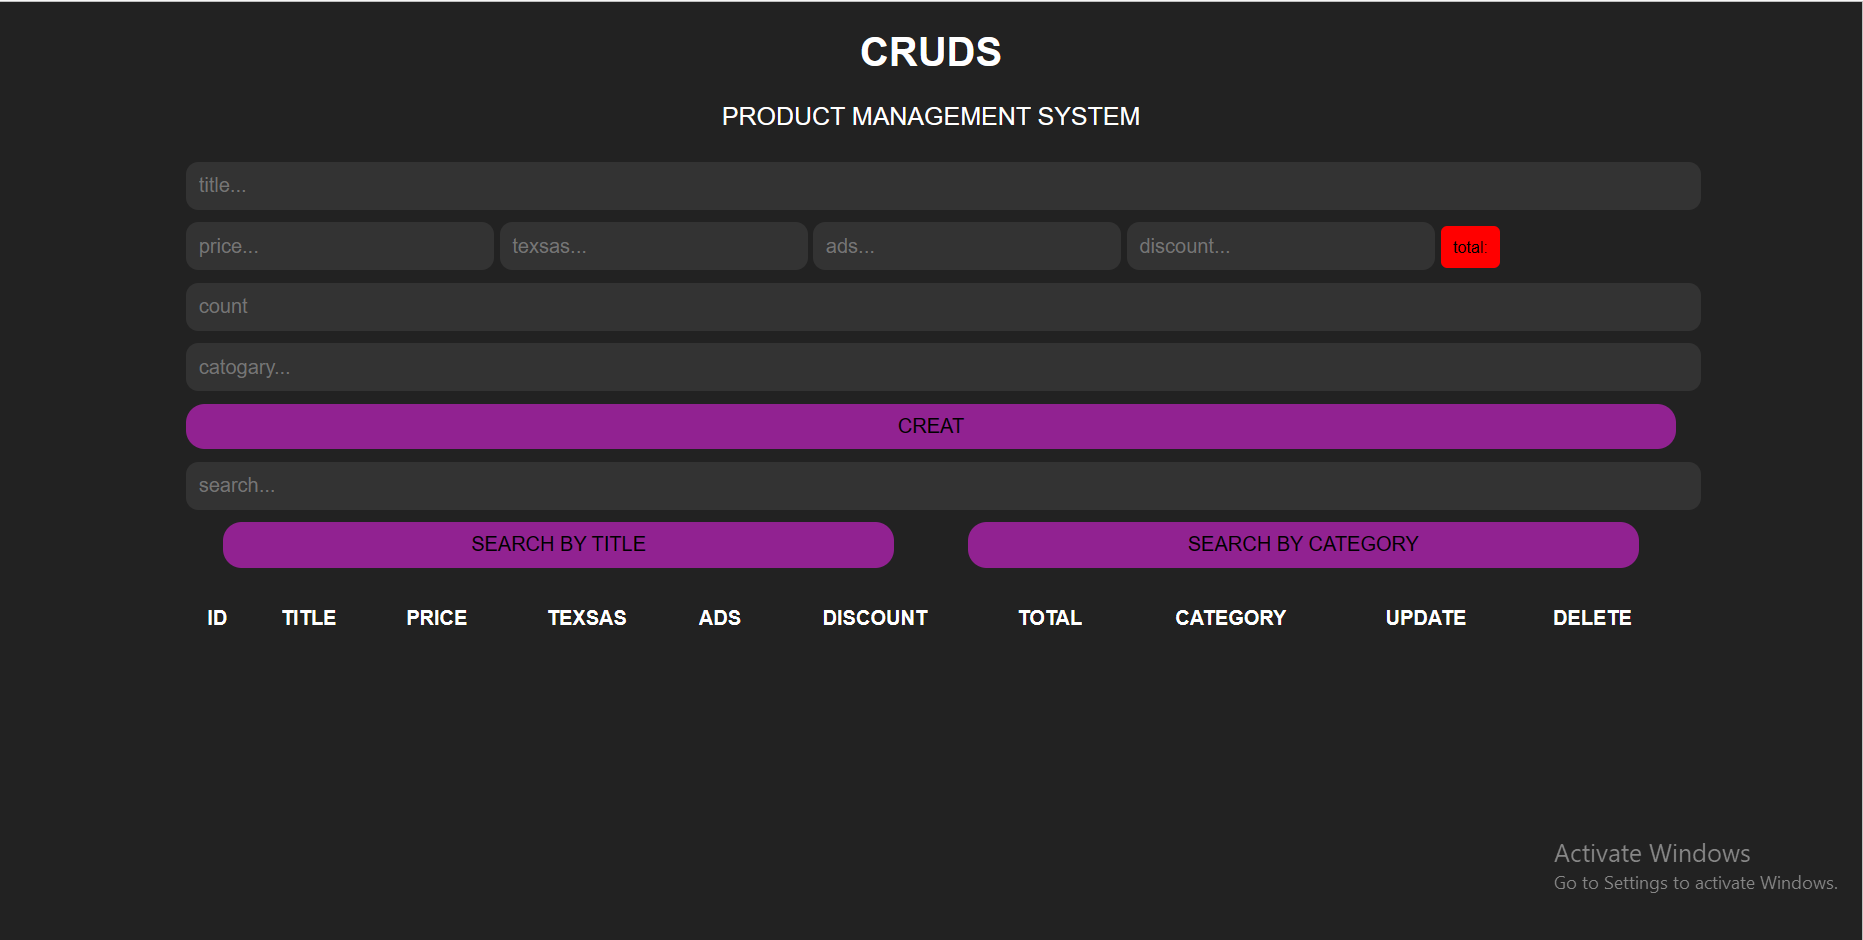 CRUDS
PRODUCT MANAGEMENT SYSTEM
title...
price... texsas... ads... discount... total:
count
catogary...
CREAT
search...
SEARCH BY TITLE SEARCH BY CATEGORY
ID TITLE PRICE TEXSAS ADS DISCOUNT TOTAL CATEGORY UPDATE DELETE
Activate Windows
Go to Settings to activate Windows.